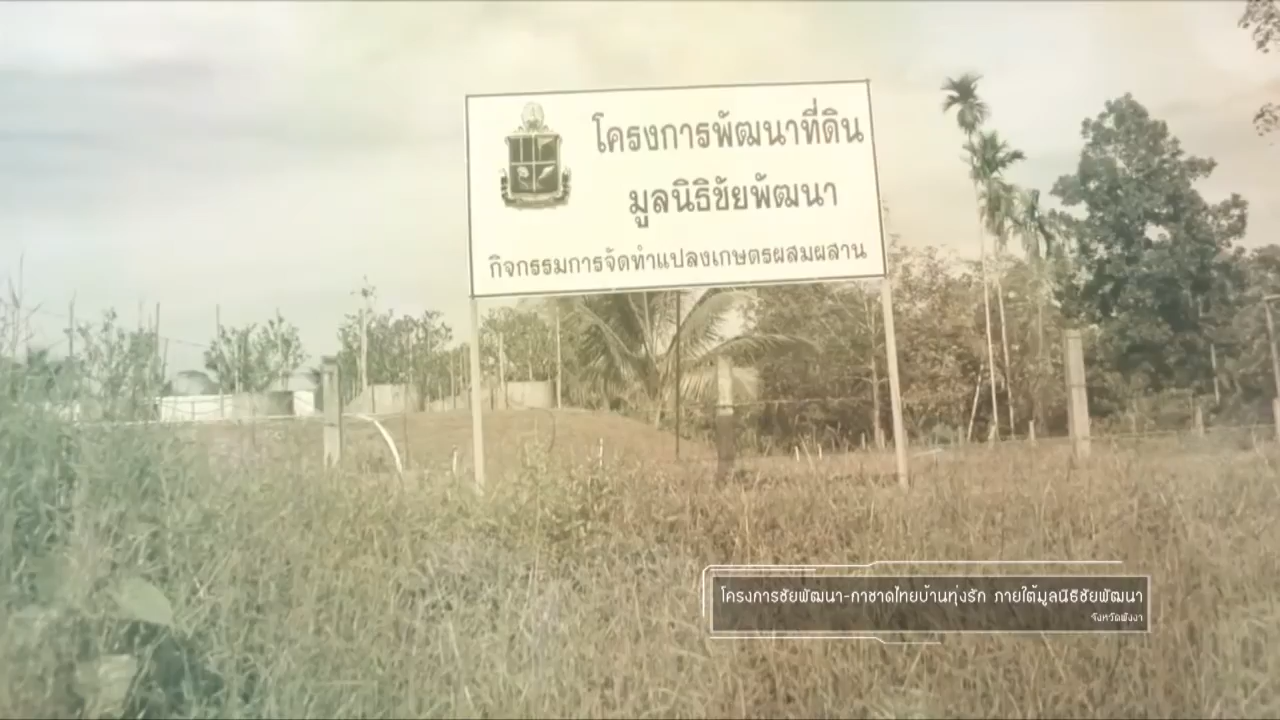 โครงการพัฒนาที่ดิน
มูลนิธิชัยพัฒนา
กิจกรรมการจัดทำแปลงเกษตรผสมผสาน
โครงการชัยพัฒนา-กาชาดไทยบ้านทุ่งรัก ภายใต้มูลนิธิชัยพัฒนา
จังหวัดพังงา